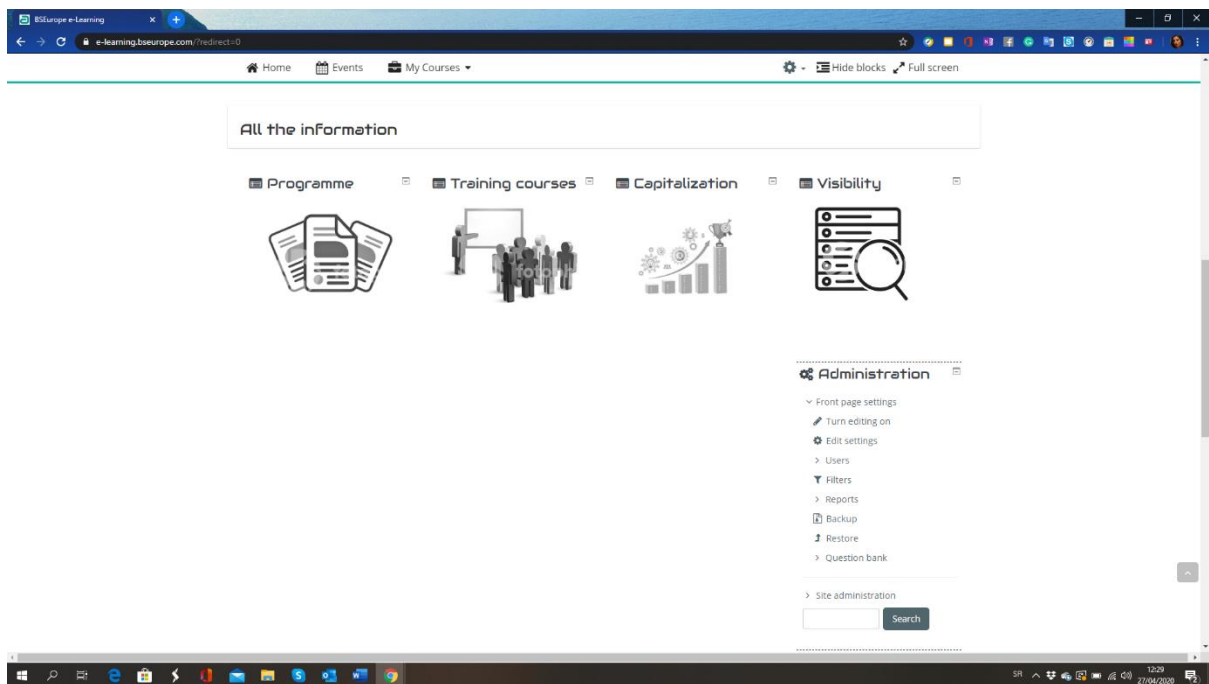 BSEurope e-Learning
e-learning.bseurope.com/?redirect=0
Home Events My Courses Hide blocks Full screen
All the information
Programme Training courses Capitalization Visibility
fotoph
Administration
Front page settings
Turn editing on
Edit settings
Users
Filters
Reports
Backup
Restore
Question bank
Site administration
Search
SR 12:29
27/04/2020